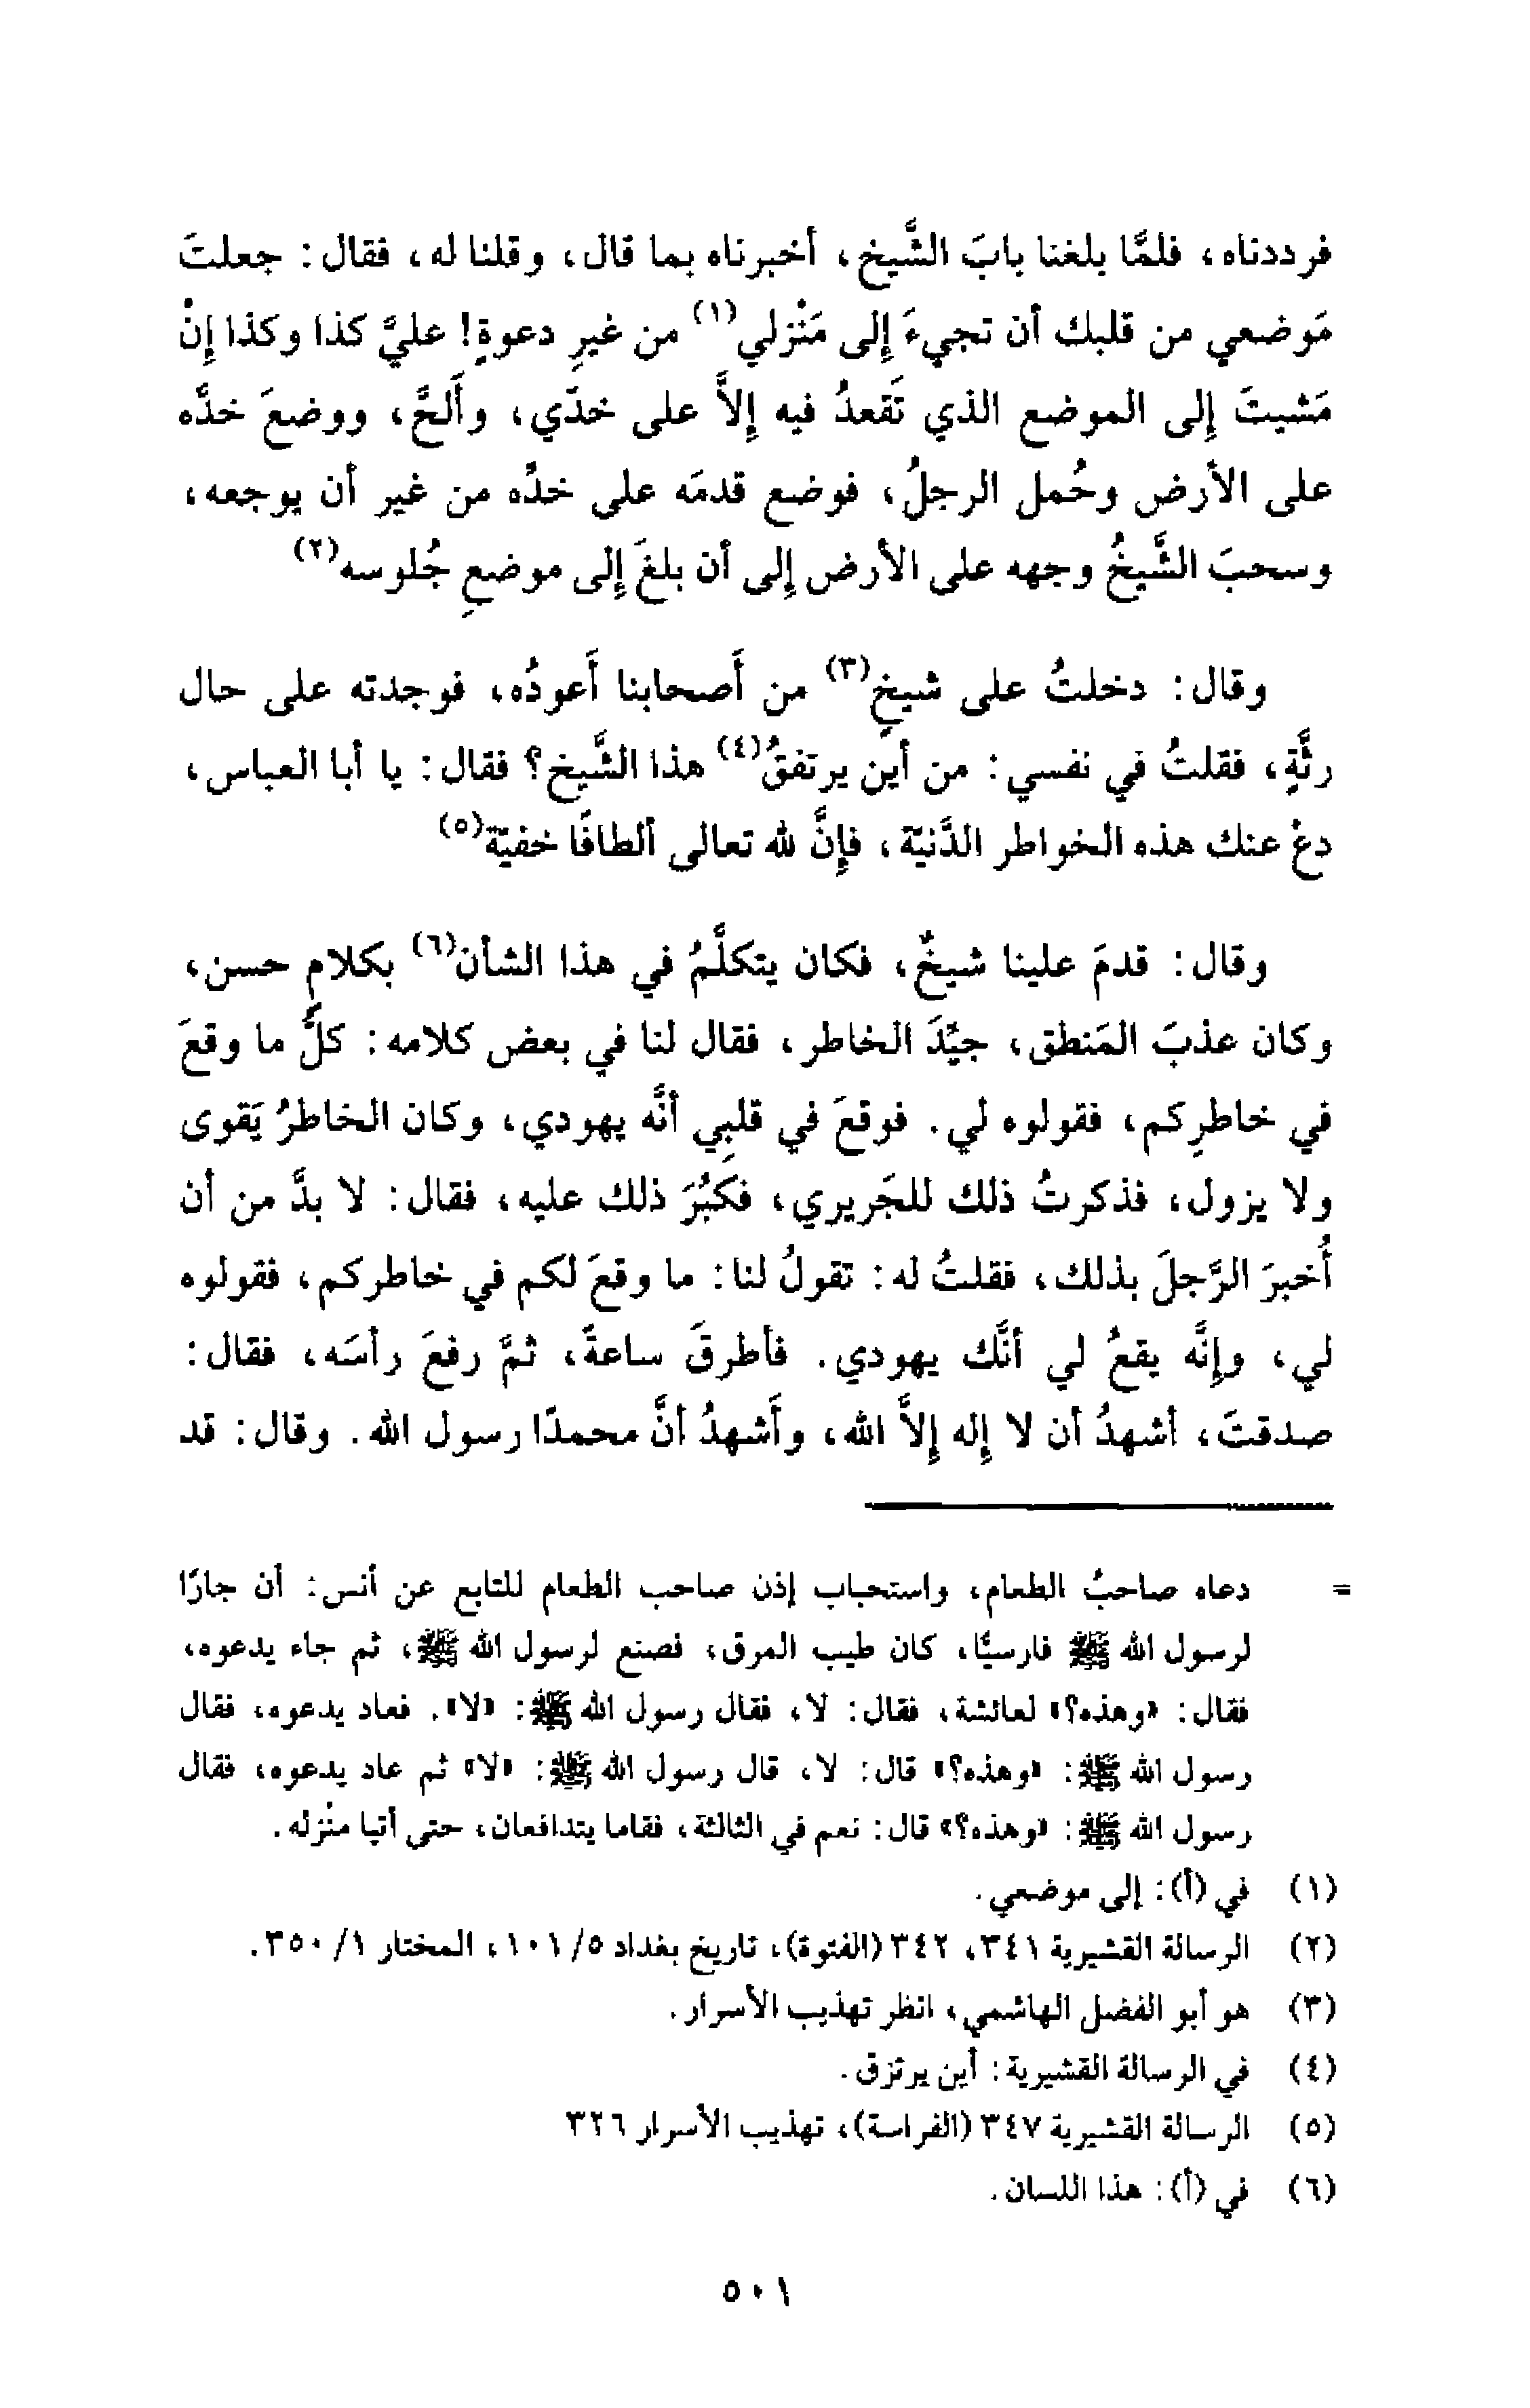 فرددناه، فلمَّا بلغنا بابَ الشَّيخ، أخبرناه بما قال، وقلنا له، فقال: جعلتَ
مَوضعي من قلبك أن تجيءَ إلى مَنْزلي(١) من غيرِ دعوةٍ! عليَّ كذا وكذا إنْ
مَشيتَ إلى الموضع الذي تَقعدُ فيه إلاَّ على خدّي، وأَلحَّ، ووضعَ خدَّه
على الأرض وحُمل الرجلُ، فوضع قدمَه على خدِّه من غير أن يوجعه،
وسحبَ الشَّيخُ وجهه على الأرض إلى أن بلغَ إلى موضعِ جُلوسه(٢)
وقال: دخلتُ على شيخٍ(٣) من أَصحابنا أَعودُه، فوجدته على حال
رثَّةٍ، فقلتُ في نفسي: من أين يرتفقُ(٤) هذا الشَّيخ؟ فقال: يا أبا العباس،
دعْ عنك هذه الخواطر الدَّنيّة، فإنَّ لله تعالى ألطافًا خفيّة(٥)
وقال: قدمَ علينا شيخٌ، فكان يتكلَّمُ في هذا الشأن(٦) بكلامٍ حسن،
وكان عذبَ المَنطق، جيِّدَ الخاطر، فقال لنا في بعض كلامه: كلُّ ما وقعَ
في خاطرِكم، فقولوه لي. فوقعَ في قلبِي أنَّه يهودي، وكان الخاطرُ يَقوى
ولا يزول، فذكرتُ ذلك للجَريري، فكَبُرَ ذلك عليه، فقال: لا بدَّ من أن
أُخبرَ الرَّجلَ بذلك، فقلتُ له: تقولُ لنا: ما وقعَ لكم في خاطركم، فقولوه
لي، وإنَّه يقعُ لي أنَّك يهودي. فأطرقَ ساعةً، ثمَّ رفعَ رأسَه، فقال:
صدقتَ، أشهدُ أن لا إله إلاَّ الله، وأَشهدُ أنَّ محمدًا رسول الله. وقال: قد
= دعاه صاحبُ الطعام، واستحباب إذن صاحب الطعام للتابع عن أنس: أن جارًا
لرسول الله ﷺ فارسيًّا، كان طيب المرق، فصنع لرسول الله ﷺ، ثم جاء يدعوه،
فقال: «وهذه؟» لعائشة، فقال: لا، فقال رسول الله ﷺ: «لا». فعاد يدعوه، فقال
رسول الله ﷺ: «وهذه؟» قال: لا، قال رسول الله ﷺ: «لا» ثم عاد يدعوه، فقال
رسول الله ﷺ: «وهذه؟» قال: نعم في الثالثة، فقاما يتدافعان، حتى أتيا منْزله.
(١) في (أ): إلى موضعي.
(٢) الرسالة القشيرية ٣٤١، ٣٤٢ (الفتوة)، تاريخ بغداد ٥/ ١٠١، المختار ١/ ٣٥٠.
(٣) هو أبو الفضل الهاشمي، انظر تهذيب الأسرار.
(٤) في الرسالة القشيرية: أين يرتزق.
(٥) الرسالة القشيرية ٣٤٧ (الفراسة)، تهذيب الأسرار ٣٢٦
(٦) في (أ): هذا اللسان.
٥٠١